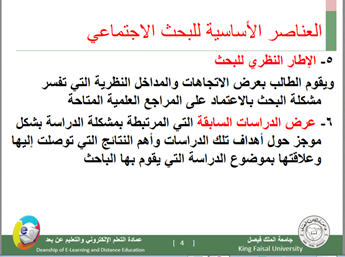 العناصر الأساسية للبحث الاجتماعي
٥- الإطار النظري للبحث
ويقوم الطالب بعرض الاتجاهات والمداخل النظرية التي تفسر
مشكلة البحث بالاعتماد على المراجع العلمية المتاحة
٦- عرض الدراسات السابقة التي المرتبطة بمشكلة الدراسة بشكل
موجز حول أهداف تلك الدراسات وأهم النتائج التي توصلت إليها
وعلاقتها بموضوع الدراسة التي يقوم بها الباحث
جامعة الملك فيصل
King Faisal University
[ 4 ]
عمادة التعلم الإلكتروني والتعليم عن بعد
Deanship of E-Learning and Distance Education